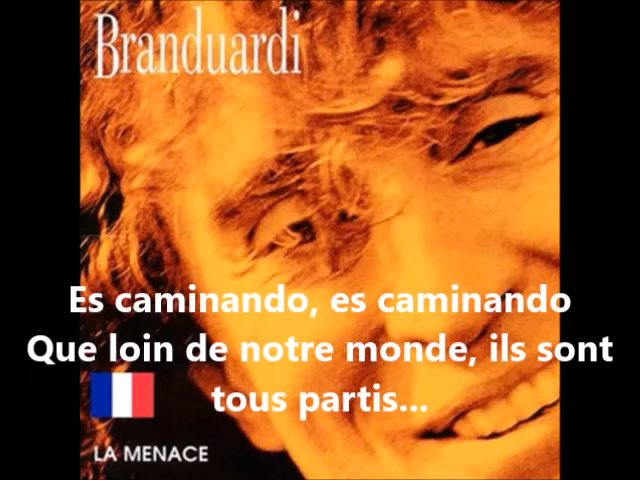 Branduardi
Es caminando, es caminando
Que loin de notre monde, ils sont
tous partis...
LA MENACE